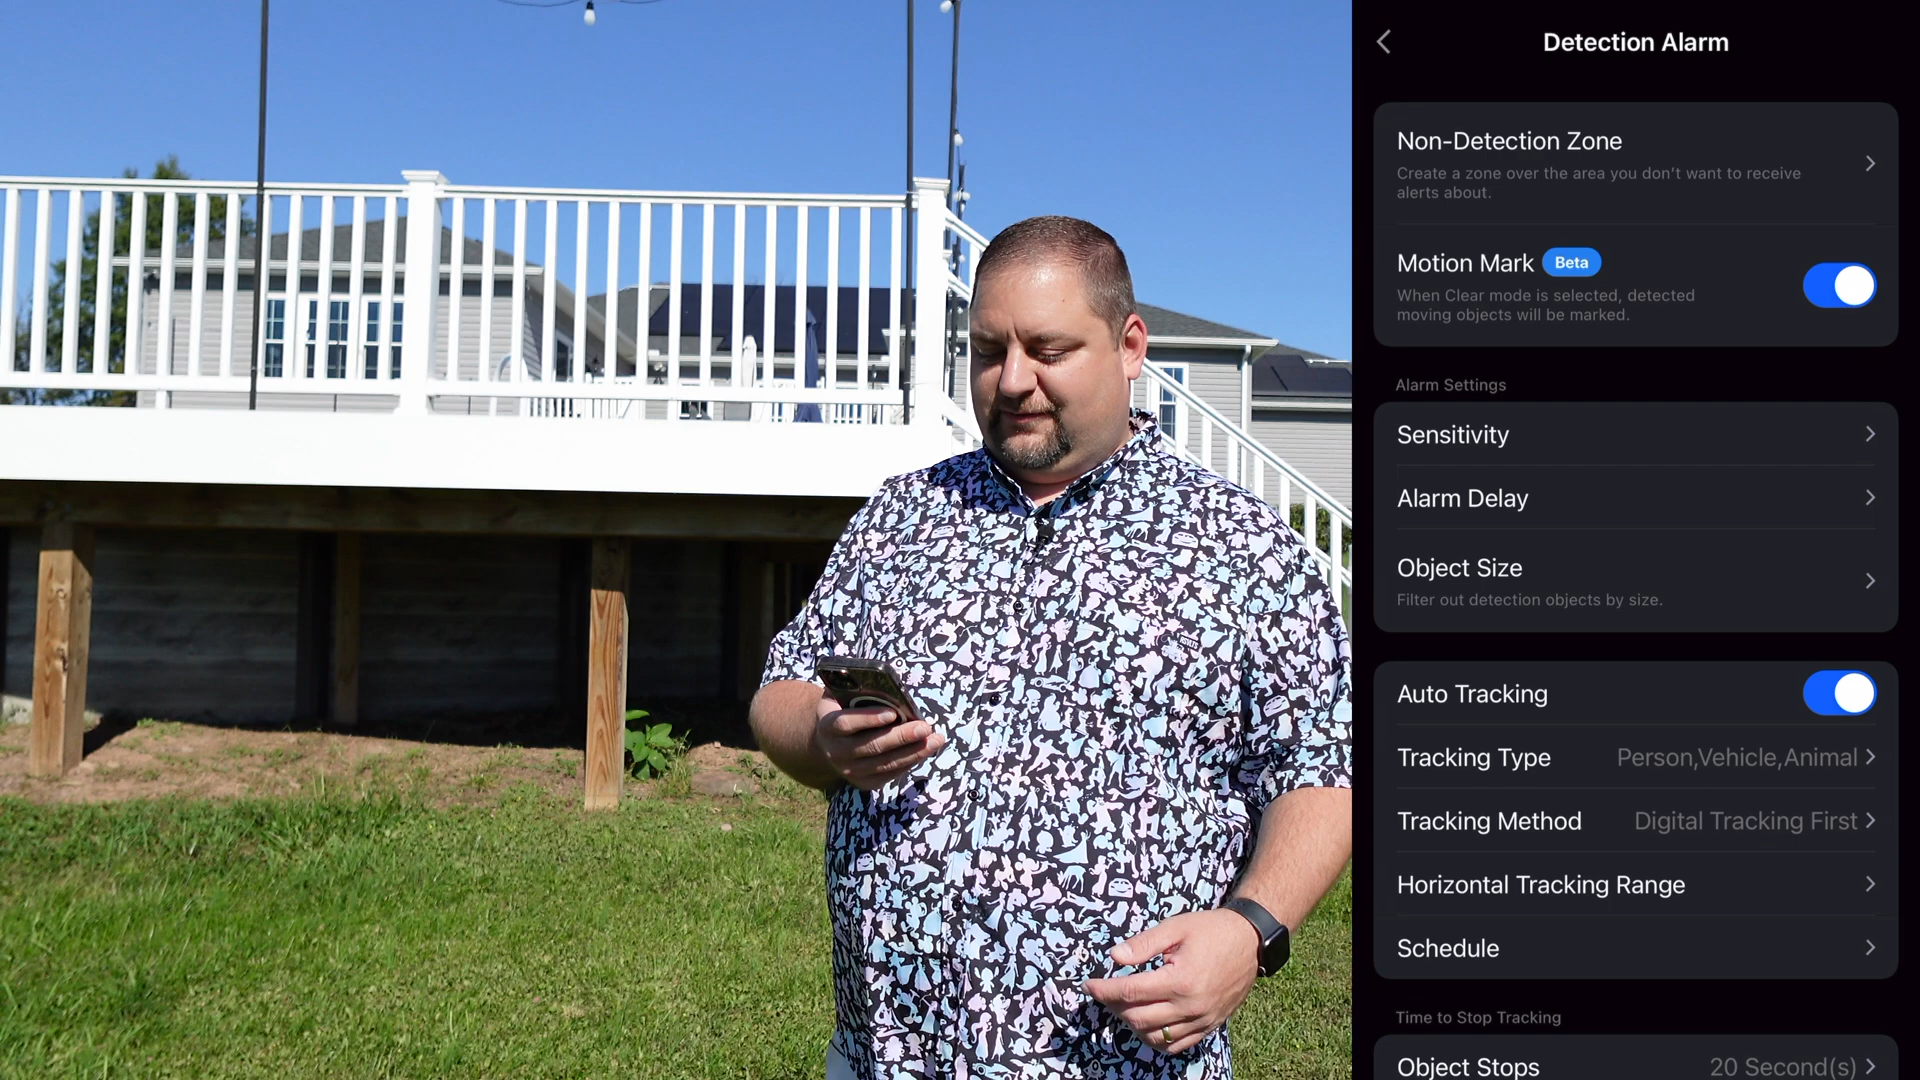 Detection Alarm
Non-Detection Zone
Create a zone over the area you don't want to receive
alerts about.
Motion Mark Beta
When Clear mode is selected, detected
moving objects will be marked.
Alarm Settings
Sensitivity
Alarm Delay
Object Size
Filter out detection objects by size.
Auto Tracking
Tracking Type Person,Vehicle,Animal
Tracking Method Digital Tracking First
Horizontal Tracking Range
Schedule
Time to Stop Tracking
Object Stops 20 Second(s)